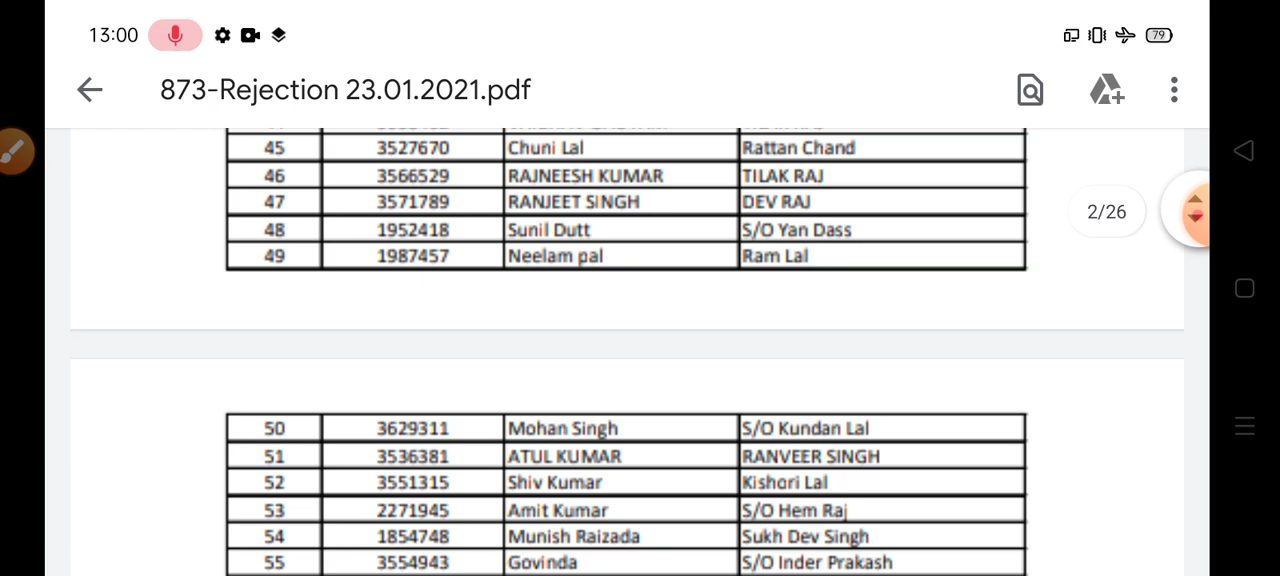 13:00
79
873-Rejection 23.01.2021.pdf
45 3527670 Chuni Lal Rattan Chand
46 3566529 RAJNEESH KUMAR TILAK RAJ
47 3571789 RANJEET SINGH DEV RAJ
2/26
48 1952418 Sunil Dutt S/O Yan Dass
49 1987457 Neelam pal Ram Lal
50 3629311 Mohan Singh S/O Kundan Lal
51 3536381 ATUL KUMAR RANVEER SINGH
52 3551315 Shiv Kumar Kishori Lal
53 2271945 Amit Kumar S/O Hem Raj
54 1854748 Munish Raizada Sukh Dev Singh
55 3554943 Govinda S/O Inder Prakash